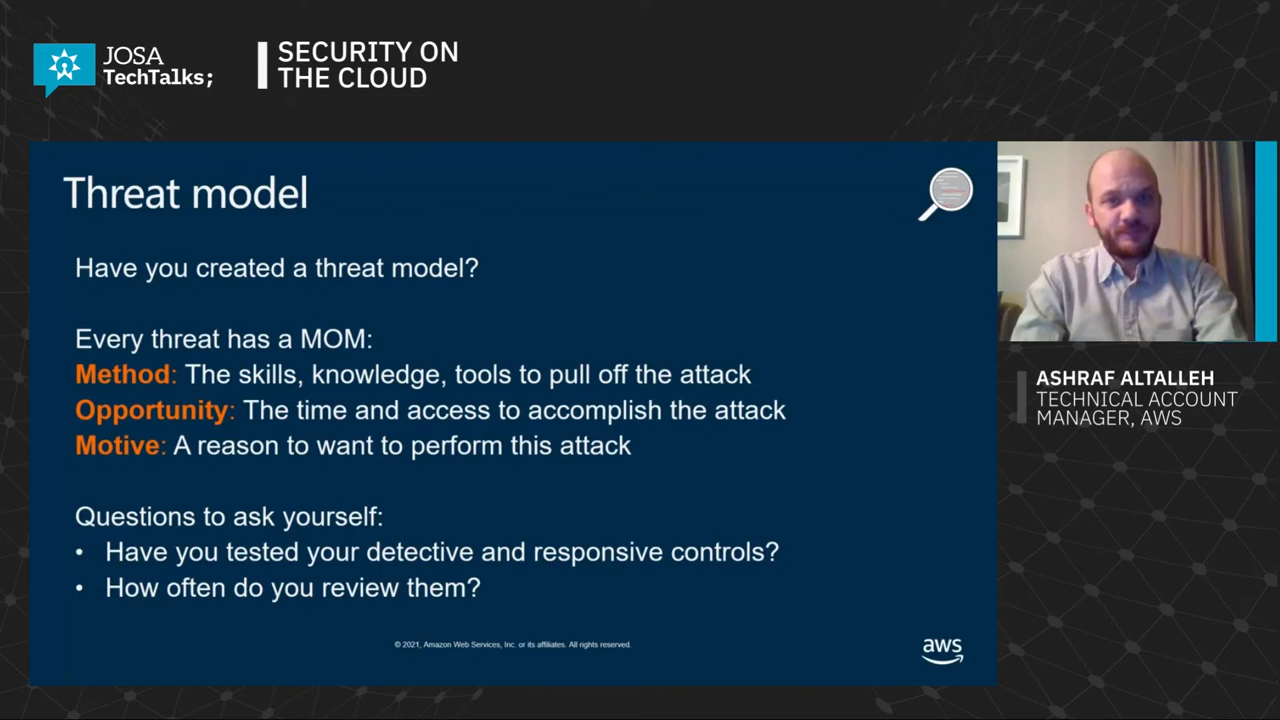 JOSA
TechTalks;
SECURITY ON
THE CLOUD
Threat model
Have you created a threat model?
Every threat has a MOM:
Method: The skills, knowledge, tools to pull off the attack
Opportunity: The time and access to accomplish the attack
Motive: A reason to want to perform this attack
Questions to ask yourself:
• Have you tested your detective and responsive controls?
• How often do you review them?
© 2021, Amazon Web Services, Inc. or its affiliates. All rights reserved.
aws
ASHRAF ALTALLEH
TECHNICAL ACCOUNT
MANAGER, AWS